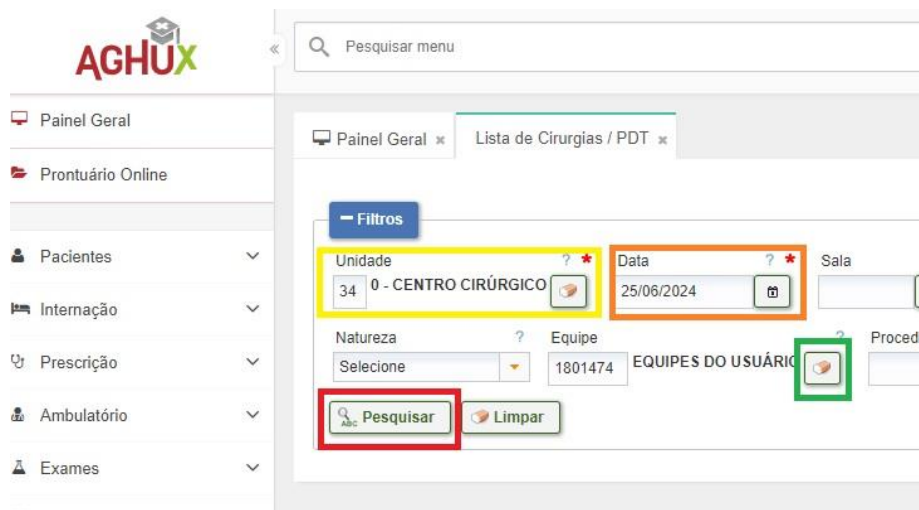 AGHUX
«
Pesquisar menu
Painel Geral
Prontuário Online
Pacientes
Internação
Prescrição
Ambulatório
Exames
Painel Geral ×
Lista de Cirurgias / PDT ×
Filtros
Unidade ? *
34 0 - CENTRO CIRÚRGICO
Data ? *
25/06/2024
Sala
Natureza ?
Selecione
Equipe ?
1801474 EQUIPES DO USUÁRIO
Proced
ABC Pesquisar
Limpar